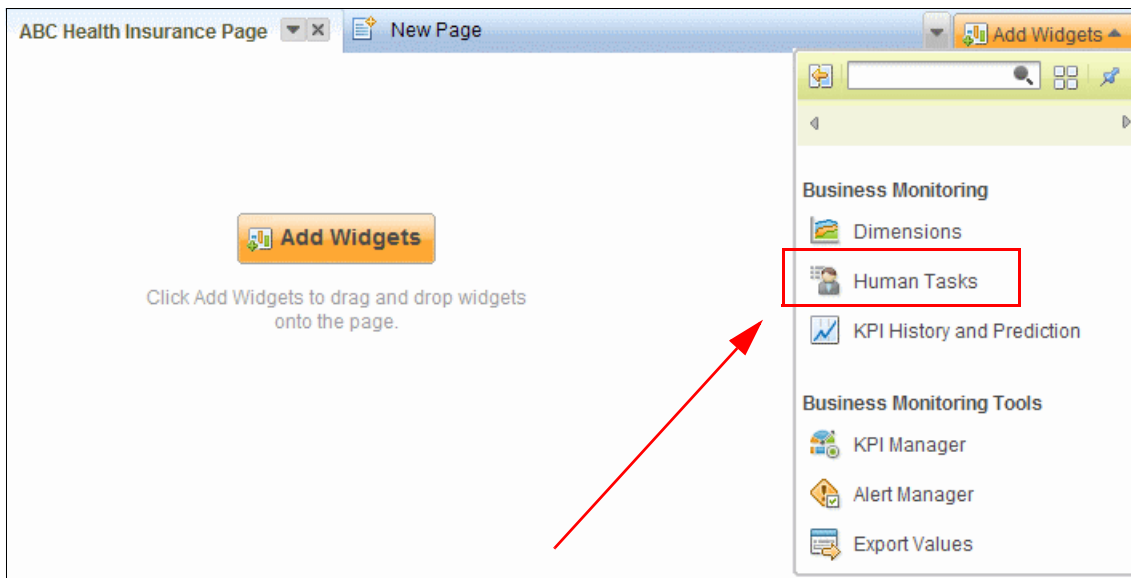 ABC Health Insurance Page
New Page
Add Widgets
Add Widgets
Click Add Widgets to drag and drop widgets
onto the page.
Business Monitoring
Dimensions
Human Tasks
KPI History and Prediction
Business Monitoring Tools
KPI Manager
Alert Manager
Export Values